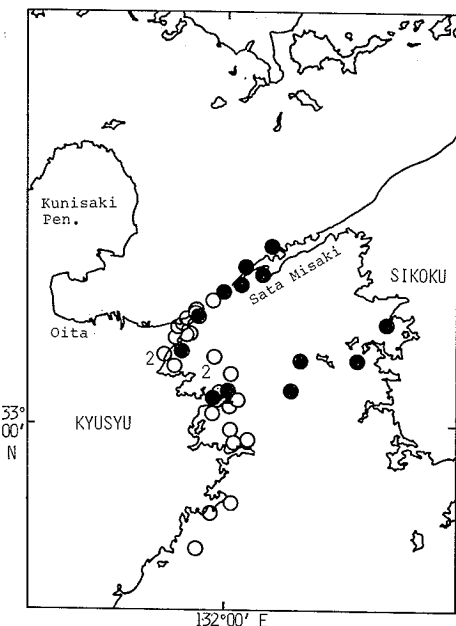 Kunisaki
Pen.
Sata Misaki
SIKOKU
Oita
2
2
33°
00'
N
KYUSYU
132°00' E